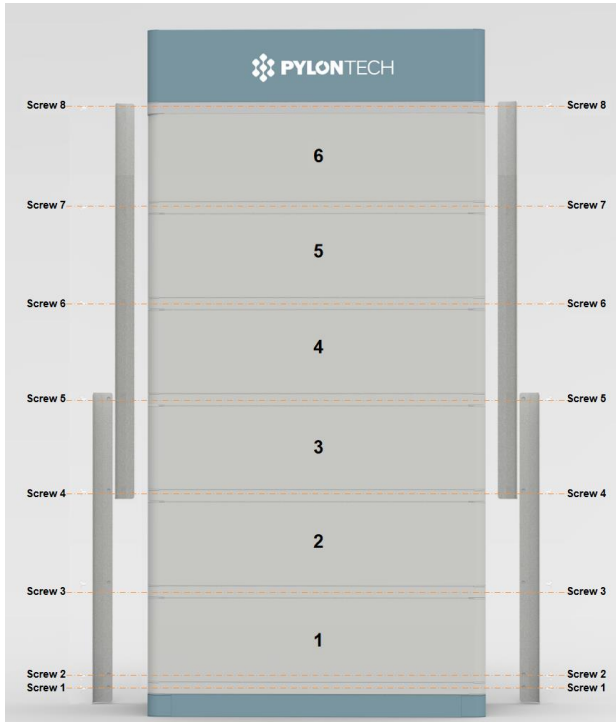 PYLONTECH
Screw 8 Screw 8
6
Screw 7 Screw 7
5
Screw 6 Screw 6
4
Screw 5 Screw 5
3
Screw 4 Screw 4
2
Screw 3 Screw 3
1
Screw 2 Screw 2
Screw 1 Screw 1